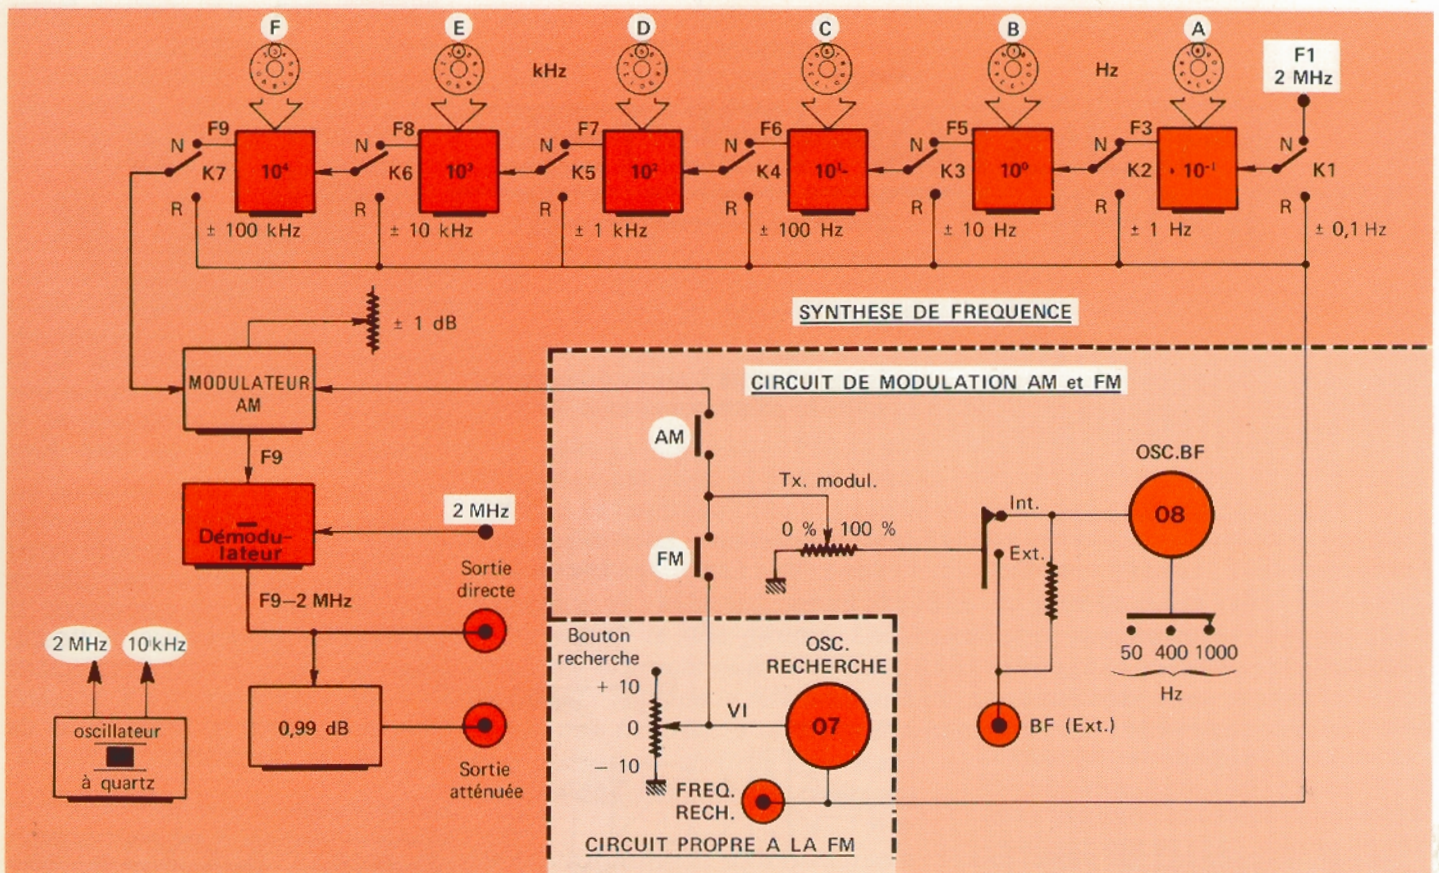 F E D C B A
kHz Hz
F1
2 MHz
N F9 N F8 N F7 N F6 N F5 N F3 N
10⁴ K7 10³ K6 10² K5 10¹ K4 10⁰ K3 10⁻¹ K2 K1
R R R R R R R
± 100 kHz ± 10 kHz ± 1 kHz ± 100 Hz ± 10 Hz ± 1 Hz ± 0,1 Hz
SYNTHESE DE FREQUENCE
± 1 dB
MODULATEUR
AM
CIRCUIT DE MODULATION AM et FM
F9
AM
Tx. modul.
0 % 100 %
FM
OSC.BF
08
Int.
Ext.
50 400 1000
Hz
BF (Ext.)
2 MHz
Démodu-
lateur
F9–2 MHz
Sortie
directe
2 MHz 10 kHz
oscillateur
à quartz
0,99 dB
Sortie
atténuée
Bouton
recherche
+ 10
0
– 10
VI
OSC.
RECHERCHE
07
FREQ.
RECH.
CIRCUIT PROPRE A LA FM